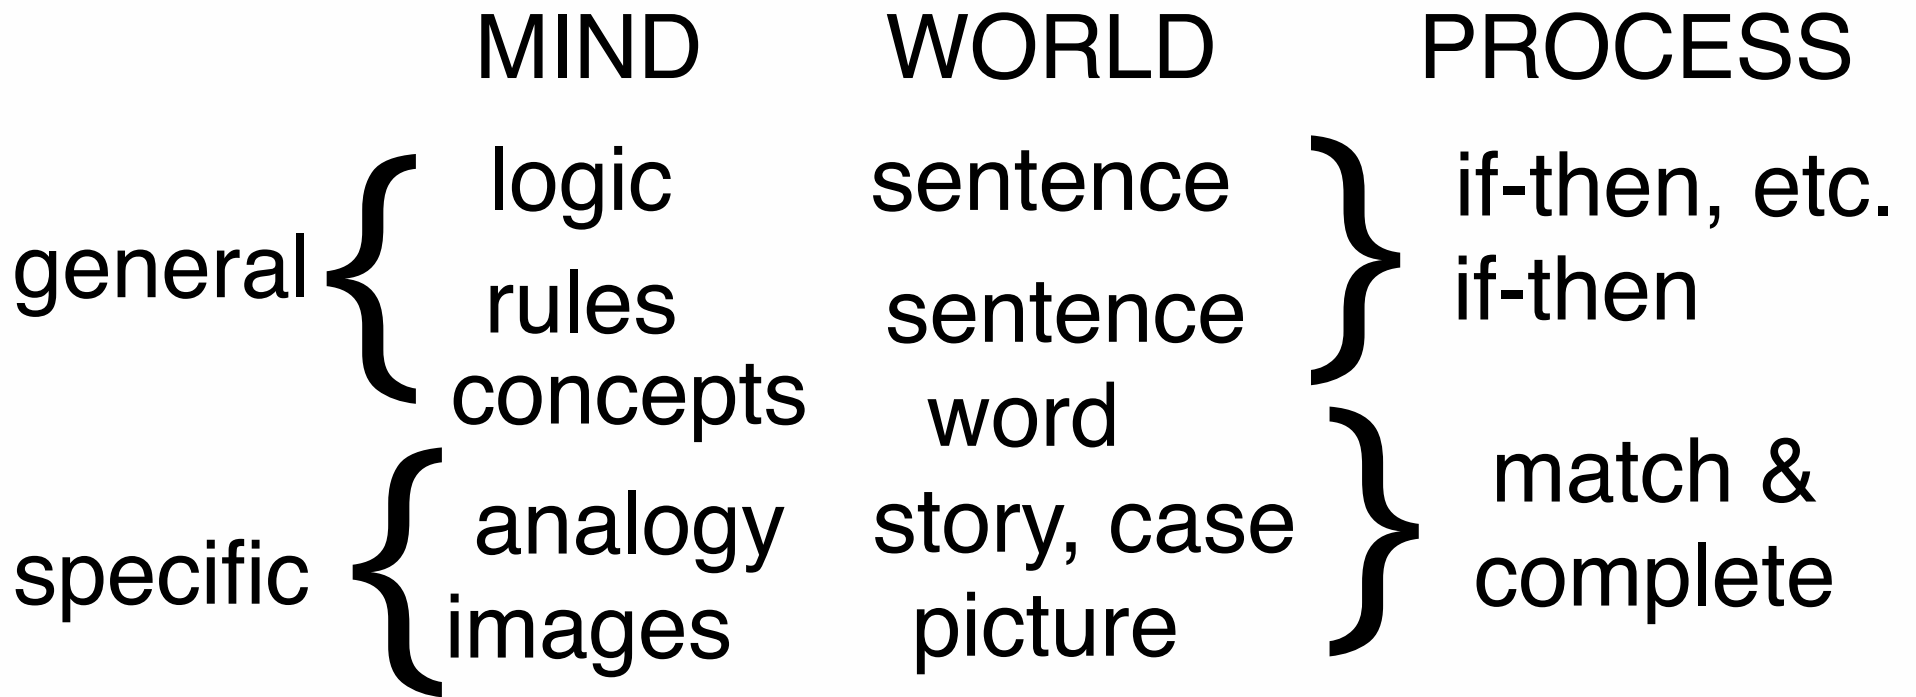 MIND WORLD PROCESS
logic sentence if-then, etc.
general rules sentence if-then
concepts word
analogy story, case match &
specific images picture complete